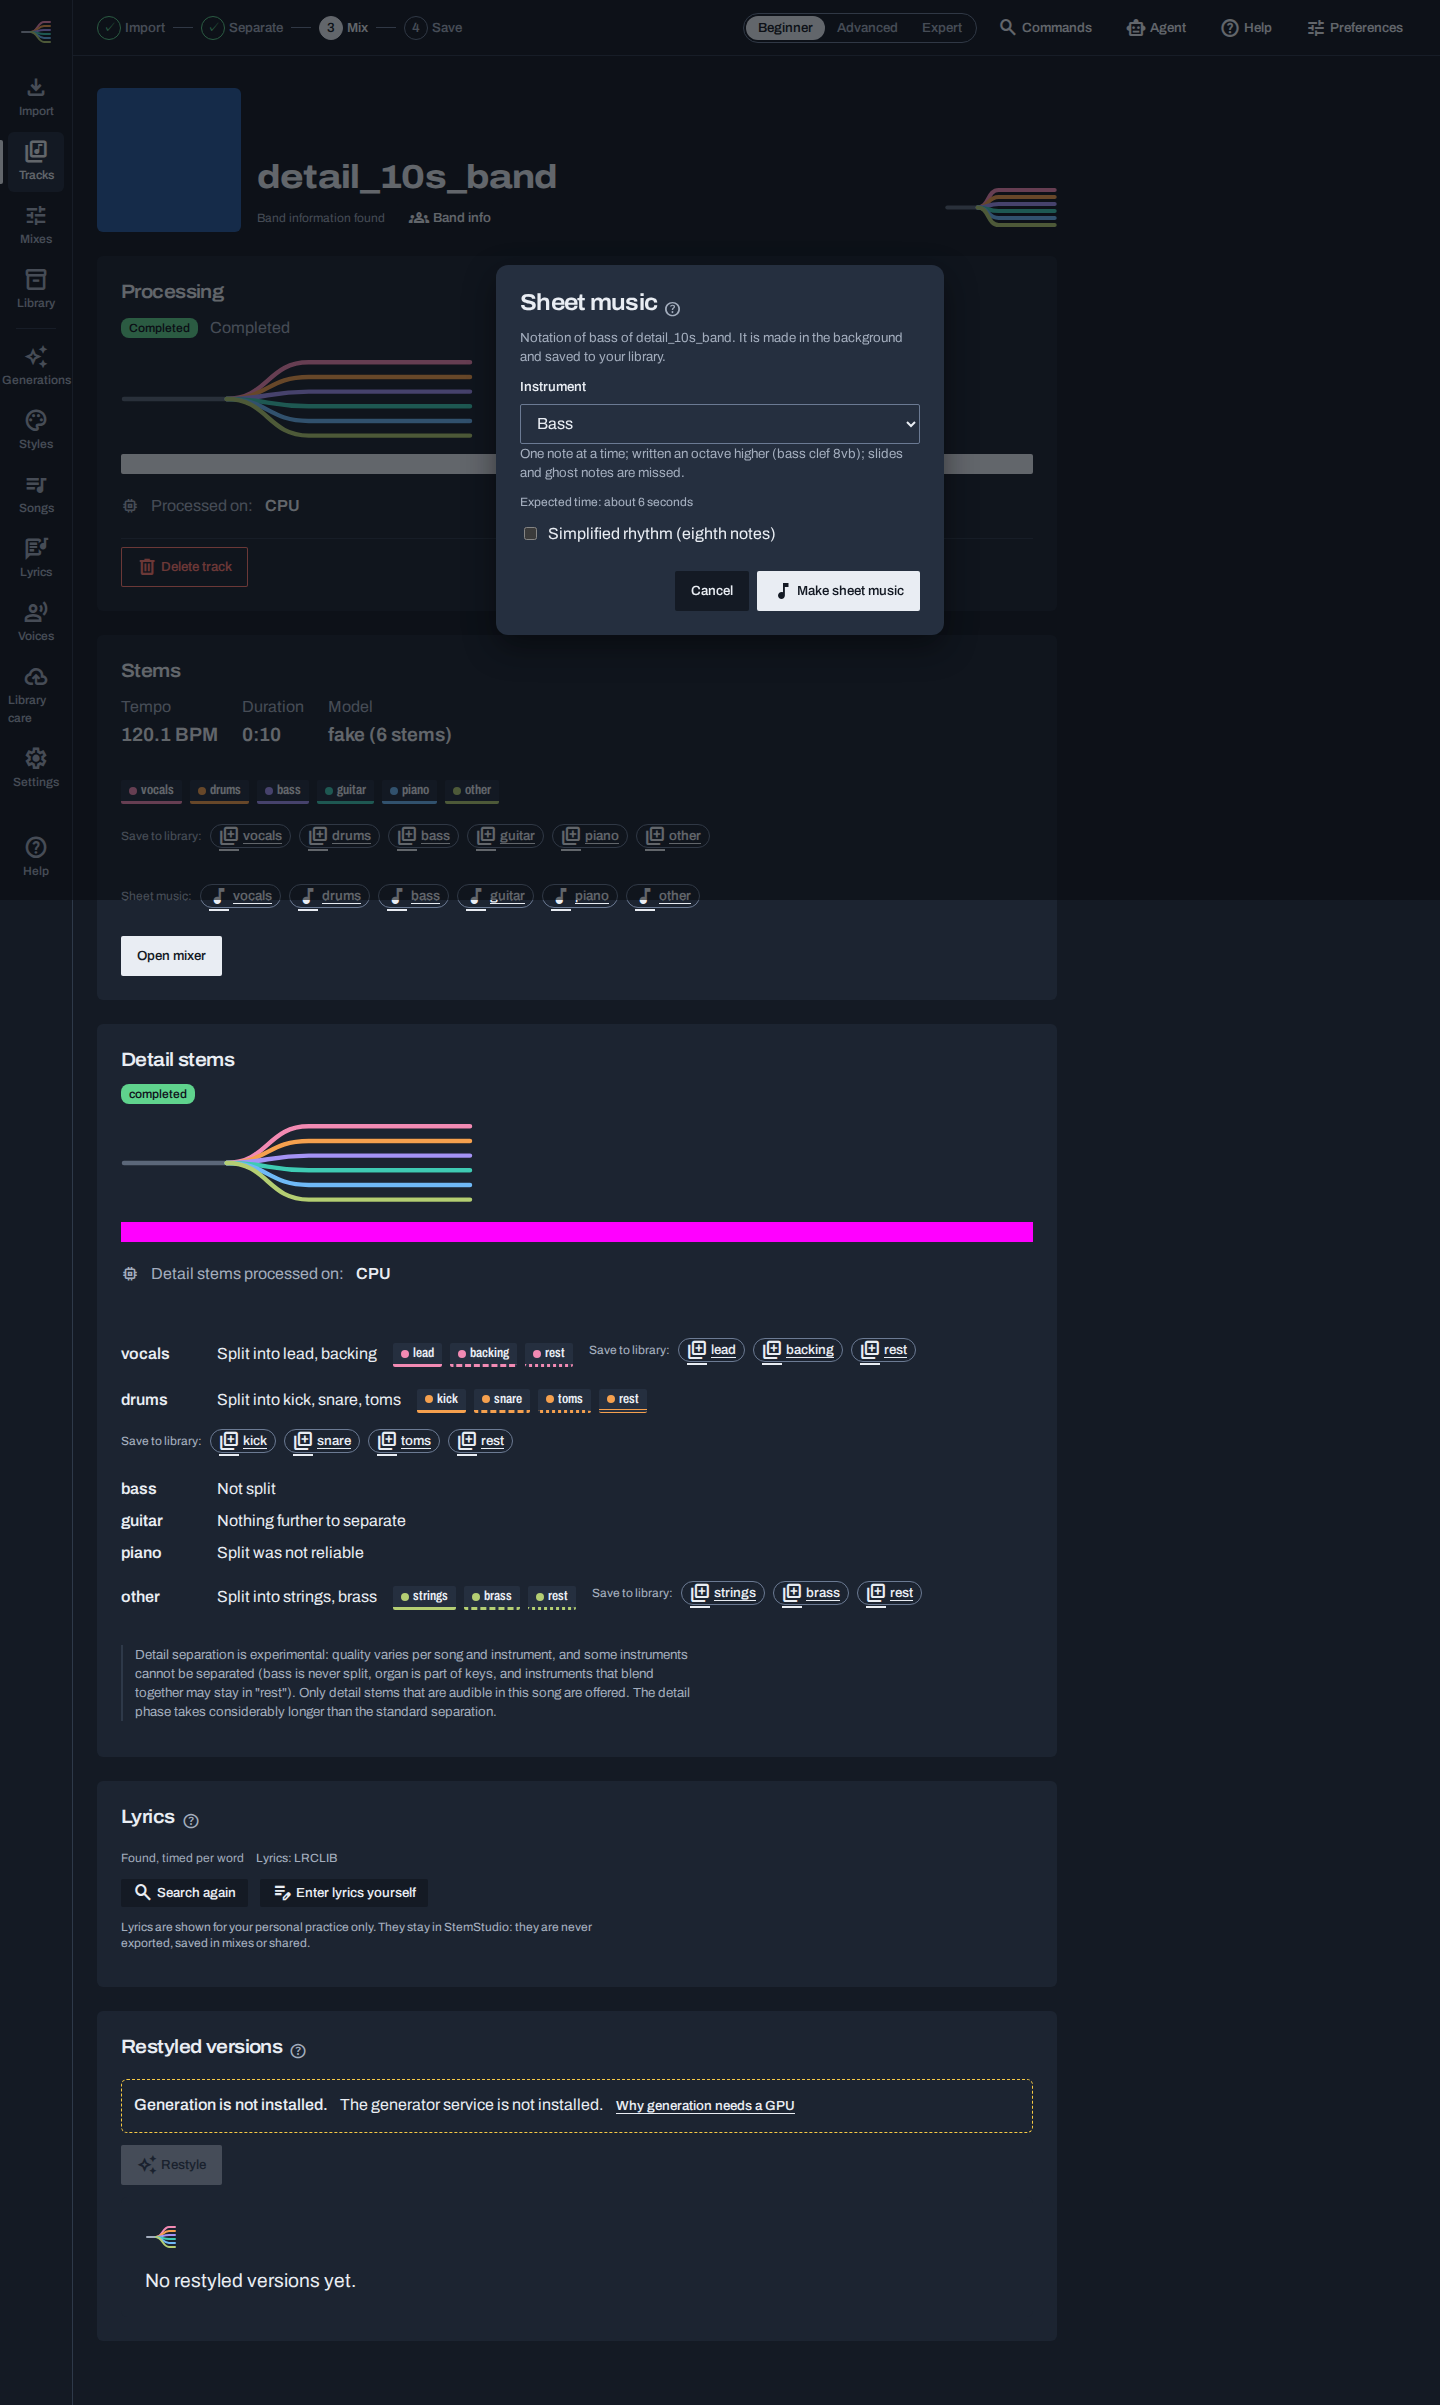 ✓ Import ✓ Separate 3 Mix 4 Save Beginner Advanced Expert Commands Agent Help Preferences
Import
Tracks
Mixes
Library
Generations
Styles
Songs
Lyrics
Voices
Library
care
Settings
Help
detail_10s_band
Band information found Band info
Processing
Completed Completed
Processed on: CPU
Delete track
Sheet music
Notation of bass of detail_10s_band. It is made in the background
and saved to your library.
Instrument
Bass
One note at a time; written an octave higher (bass clef 8vb); slides
and ghost notes are missed.
Expected time: about 6 seconds
Simplified rhythm (eighth notes)
Cancel Make sheet music
Stems
Tempo Duration Model
120.1 BPM 0:10 fake (6 stems)
vocals drums bass guitar piano other
Save to library: vocals drums bass guitar piano other
Sheet music: vocals drums bass guitar piano other
Open mixer
Detail stems
completed
Detail stems processed on: CPU
vocals Split into lead, backing lead backing rest Save to library: lead backing rest
drums Split into kick, snare, toms kick snare toms rest
Save to library: kick snare toms rest
bass Not split
guitar Nothing further to separate
piano Split was not reliable
other Split into strings, brass strings brass rest Save to library: strings brass rest
Detail separation is experimental: quality varies per song and instrument, and some instruments
cannot be separated (bass is never split, organ is part of keys, and instruments that blend
together may stay in "rest"). Only detail stems that are audible in this song are offered. The detail
phase takes considerably longer than the standard separation.
Lyrics
Found, timed per word Lyrics: LRCLIB
Search again Enter lyrics yourself
Lyrics are shown for your personal practice only. They stay in StemStudio: they are never
exported, saved in mixes or shared.
Restyled versions
Generation is not installed. The generator service is not installed. Why generation needs a GPU
Restyle
No restyled versions yet.